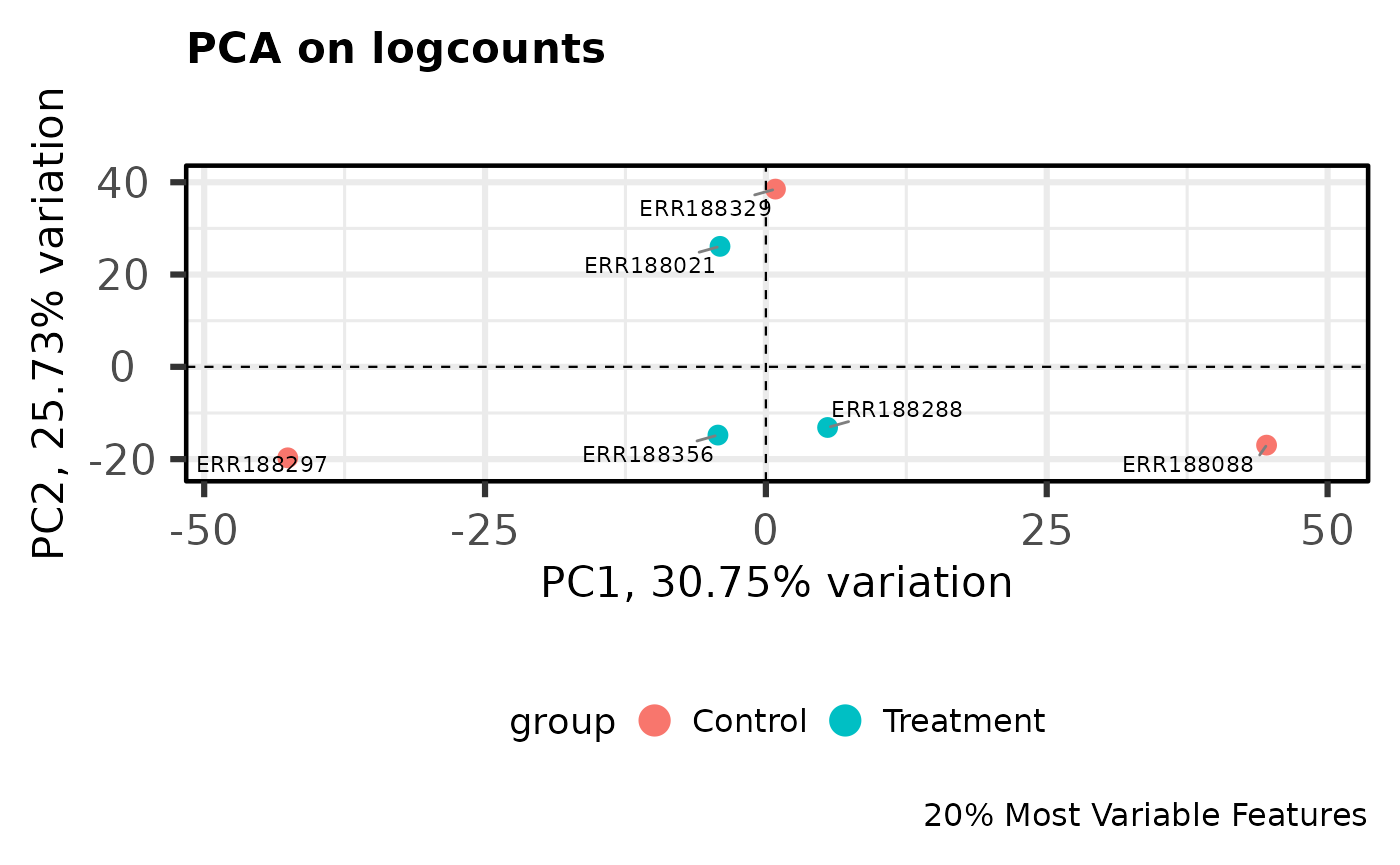 PCA on logcounts
PC2, 25.73% variation
40
20
0
-20
ERR188329
ERR188021
ERR188288
ERR188356
ERR188297
ERR188088
-50
-25
0
25
50
PC1, 30.75% variation
group Control Treatment
20% Most Variable Features